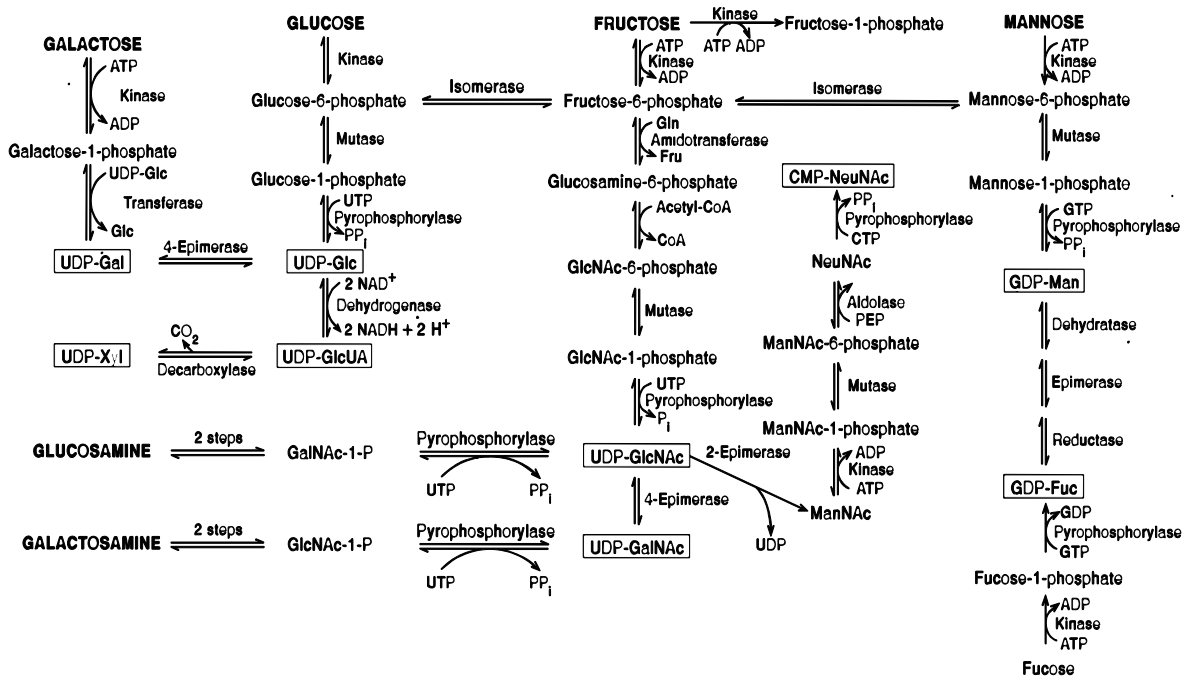 GALACTOSE
ATP
Kinase
ADP
Galactose-1-phosphate
UDP-Glc
Transferase
Glc
UDP-Gal
4-Epimerase
GLUCOSE
Kinase
Glucose-6-phosphate
Mutase
Glucose-1-phosphate
UTP
Pyrophosphorylase
PPi
UDP-Glc
2 NAD+
Dehydrogenase
2 NADH + 2 H+
UDP-GlcUA
CO2
Decarboxylase
UDP-Xyl
Isomerase
FRUCTOSE
Kinase
ATP ADP
Fructose-1-phosphate
ATP
Kinase
ADP
Fructose-6-phosphate
Gln
Amidotransferase
Fru
Glucosamine-6-phosphate
Acetyl-CoA
CoA
GlcNAc-6-phosphate
Mutase
GlcNAc-1-phosphate
UTP
Pyrophosphorylase
Pi
UDP-GlcNAc
4-Epimerase
UDP-GalNAc
2-Epimerase
UDP
ManNAc
ADP
Kinase
ATP
ManNAc-1-phosphate
Mutase
ManNAc-6-phosphate
Aldolase
PEP
NeuNAc
PPi
Pyrophosphorylase
CTP
CMP-NeuNAc
Isomerase
MANNOSE
ATP
Kinase
ADP
Mannose-6-phosphate
Mutase
Mannose-1-phosphate
GTP
Pyrophosphorylase
PPi
GDP-Man
Dehydratase
Epimerase
Reductase
GDP-Fuc
GDP
Pyrophosphorylase
GTP
Fucose-1-phosphate
ADP
Kinase
ATP
Fucose
GLUCOSAMINE
2 steps
GalNAc-1-P
Pyrophosphorylase
UTP
PPi
GALACTOSAMINE
2 steps
GlcNAc-1-P
Pyrophosphorylase
UTP
PPi